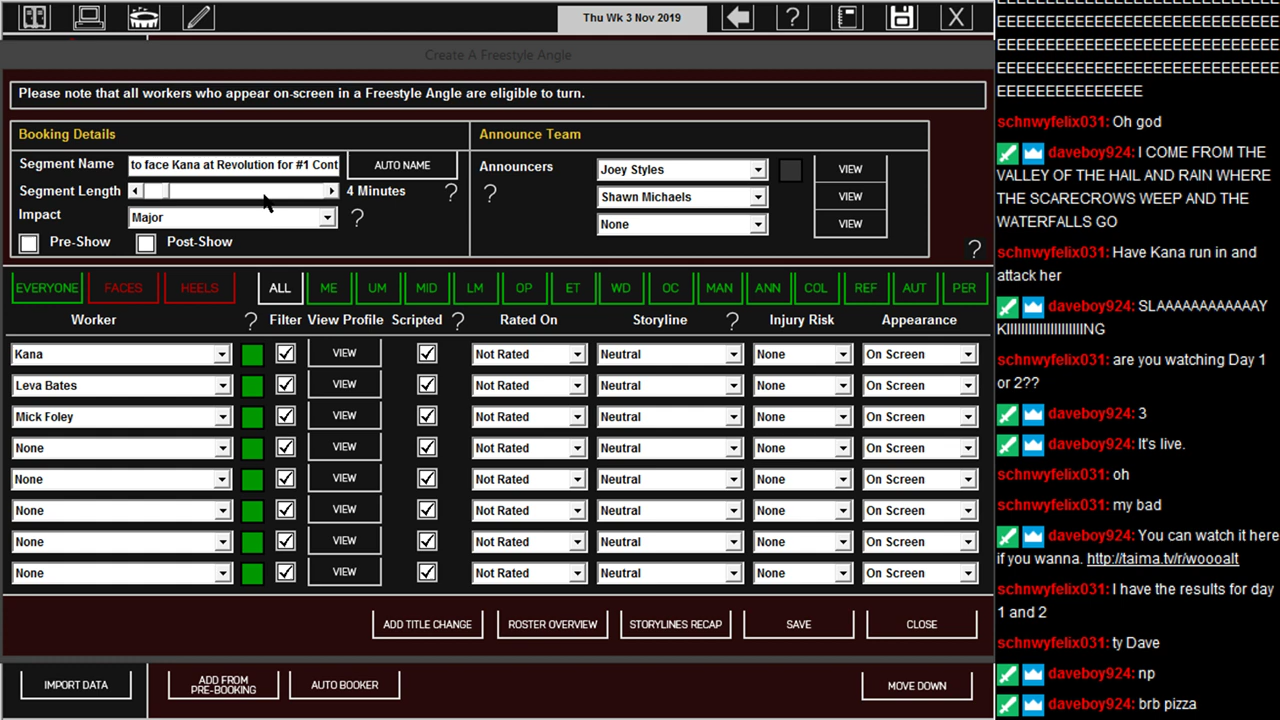 Thu Wk 3 Nov 2019
?
X
Create A Freestyle Angle
Please note that all workers who appear on-screen in a Freestyle Angle are eligible to turn.
Booking Details
Announce Team
Segment Name
to face Kana at Revolution for #1 Cont
AUTO NAME
Segment Length
4 Minutes
?
Impact
Major
?
Pre-Show
Post-Show
Announcers
?
Joey Styles
VIEW
Shawn Michaels
VIEW
None
VIEW
?
EVERYONE FACES HEELS ALL ME UM MID LM OP ET WD OC MAN ANN COL REF AUT PER
Worker ? Filter View Profile Scripted ? Rated On Storyline ? Injury Risk Appearance
Kana VIEW Not Rated Neutral None On Screen
Leva Bates VIEW Not Rated Neutral None On Screen
Mick Foley VIEW Not Rated Neutral None On Screen
None VIEW Not Rated Neutral None On Screen
None VIEW Not Rated Neutral None On Screen
None VIEW Not Rated Neutral None On Screen
None VIEW Not Rated Neutral None On Screen
None VIEW Not Rated Neutral None On Screen
ADD TITLE CHANGE ROSTER OVERVIEW STORYLINES RECAP SAVE CLOSE
IMPORT DATA
ADD FROM
PRE-BOOKING
AUTO BOOKER
MOVE DOWN
EEEEEEEEEEEEEEEEEEEEEEEEE
EEEEEEEEEEEEEEEEEEEEEEEEE
EEEEEEEEEEEEEEEEEEEEEEEEE
EEEEEEEEEEEEEEEEEEEEEEEEE
EEEEEEEEEEEEE
schnwyfelix031: Oh god
daveboy924: I COME FROM THE
VALLEY OF THE HAIL AND RAIN WHERE
THE SCARECROWS WEEP AND THE
WATERFALLS GO
schnwyfelix031: Have Kana run in and
attack her
daveboy924: SLAAAAAAAAAAAAY
KIIIIIIIIIIIIIIIIIIIIIIING
schnwyfelix031: are you watching Day 1
or 2??
daveboy924: 3
daveboy924: It's live.
schnwyfelix031: oh
schnwyfelix031: my bad
daveboy924: You can watch it here
if you wanna. http://taima.tv/r/woooalt
schnwyfelix031: I have the results for day
1 and 2
schnwyfelix031: ty Dave
daveboy924: np
daveboy924: brb pizza